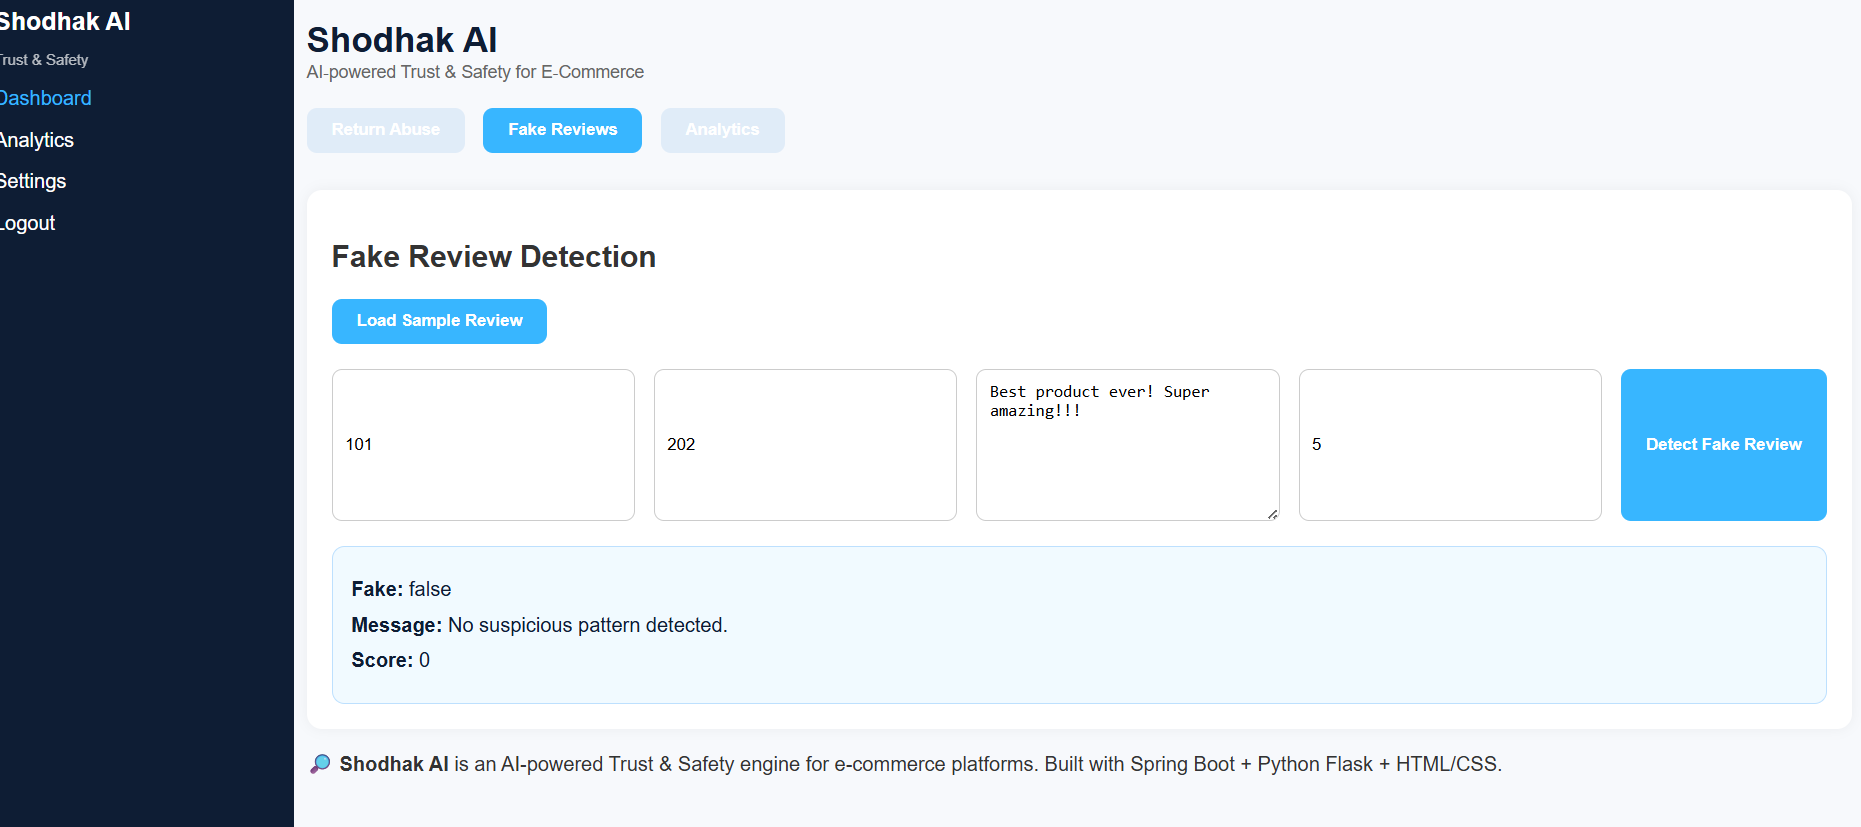 Shodhak AI
Trust & Safety
Dashboard
Analytics
Settings
Logout
Shodhak AI
AI-powered Trust & Safety for E-Commerce
Return Abuse
Fake Reviews
Analytics
Fake Review Detection
Load Sample Review
101
202
Best product ever! Super
amazing!!!
5
Detect Fake Review
Fake: false
Message: No suspicious pattern detected.
Score: 0
Shodhak AI is an AI-powered Trust & Safety engine for e-commerce platforms. Built with Spring Boot + Python Flask + HTML/CSS.